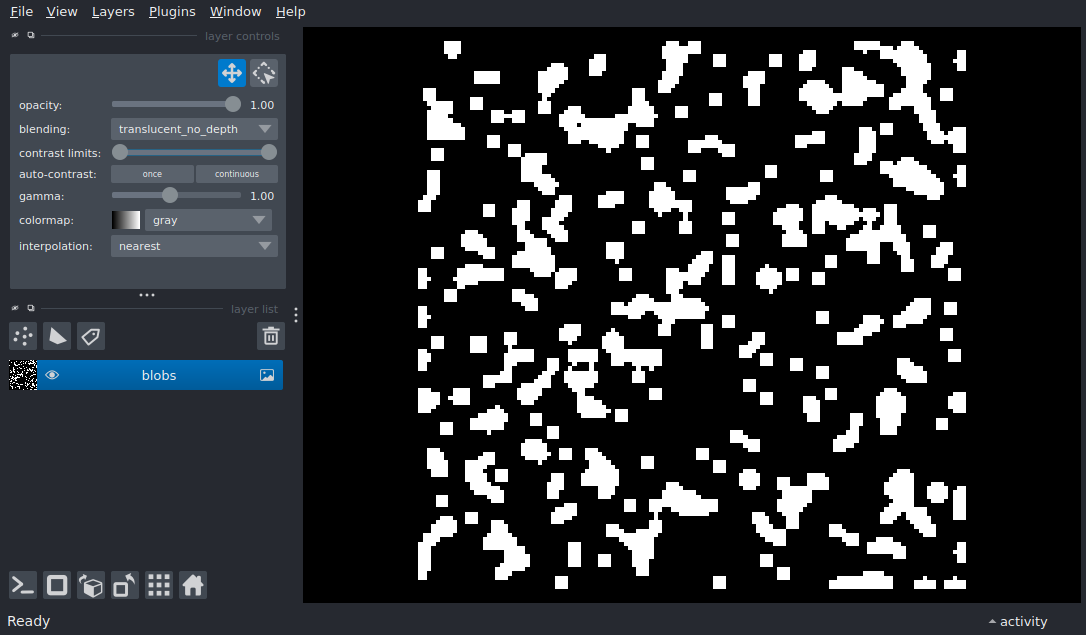 File View Layers Plugins Window Help
layer controls
opacity: 1.00
blending: translucent_no_depth
contrast limits:
auto-contrast: once continuous
gamma: 1.00
colormap: gray
interpolation: nearest
layer list
blobs
Ready activity